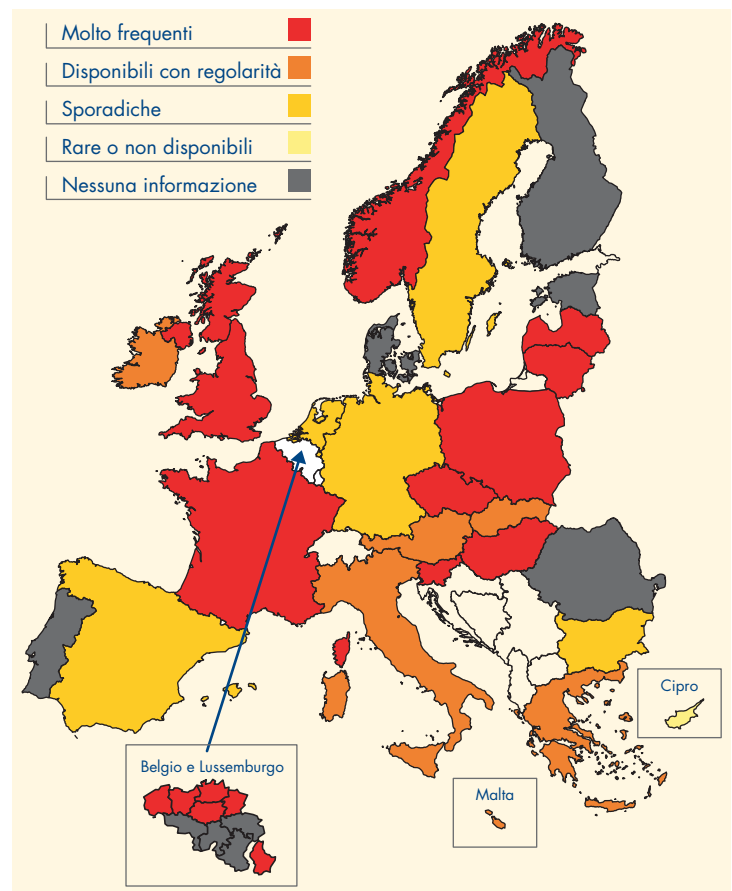 Molto frequenti
Disponibili con regolarità
Sporadiche
Rare o non disponibili
Nessuna informazione
Cipro
Belgio e Lussemburgo
Malta